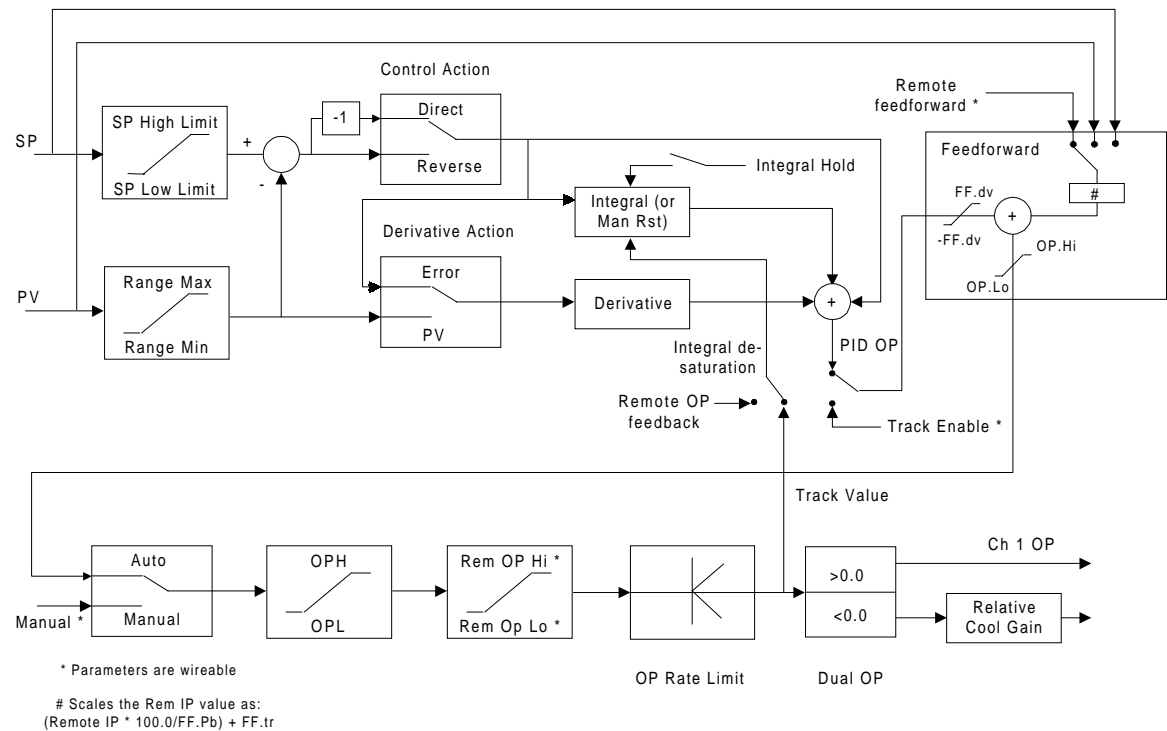 Control Action
Remote
feedforward *
SP
SP High Limit
SP Low Limit
+
-
-1
Direct
Reverse
Integral Hold
Feedforward
#
FF.dv
-FF.dv
+
OP.Hi
OP.Lo
Integral (or
Man Rst)
Derivative Action
PV
Range Max
Range Min
Error
PV
Derivative
+
PID OP
Integral de-
saturation
Remote OP
feedback
Track Enable *
Track Value
Auto
Manual
Manual *
OPH
OPL
Rem OP Hi *
Rem Op Lo *
OP Rate Limit
>0.0
<0.0
Dual OP
Ch 1 OP
Relative
Cool Gain
* Parameters are wireable
# Scales the Rem IP value as:
(Remote IP * 100.0/FF.Pb) + FF.tr